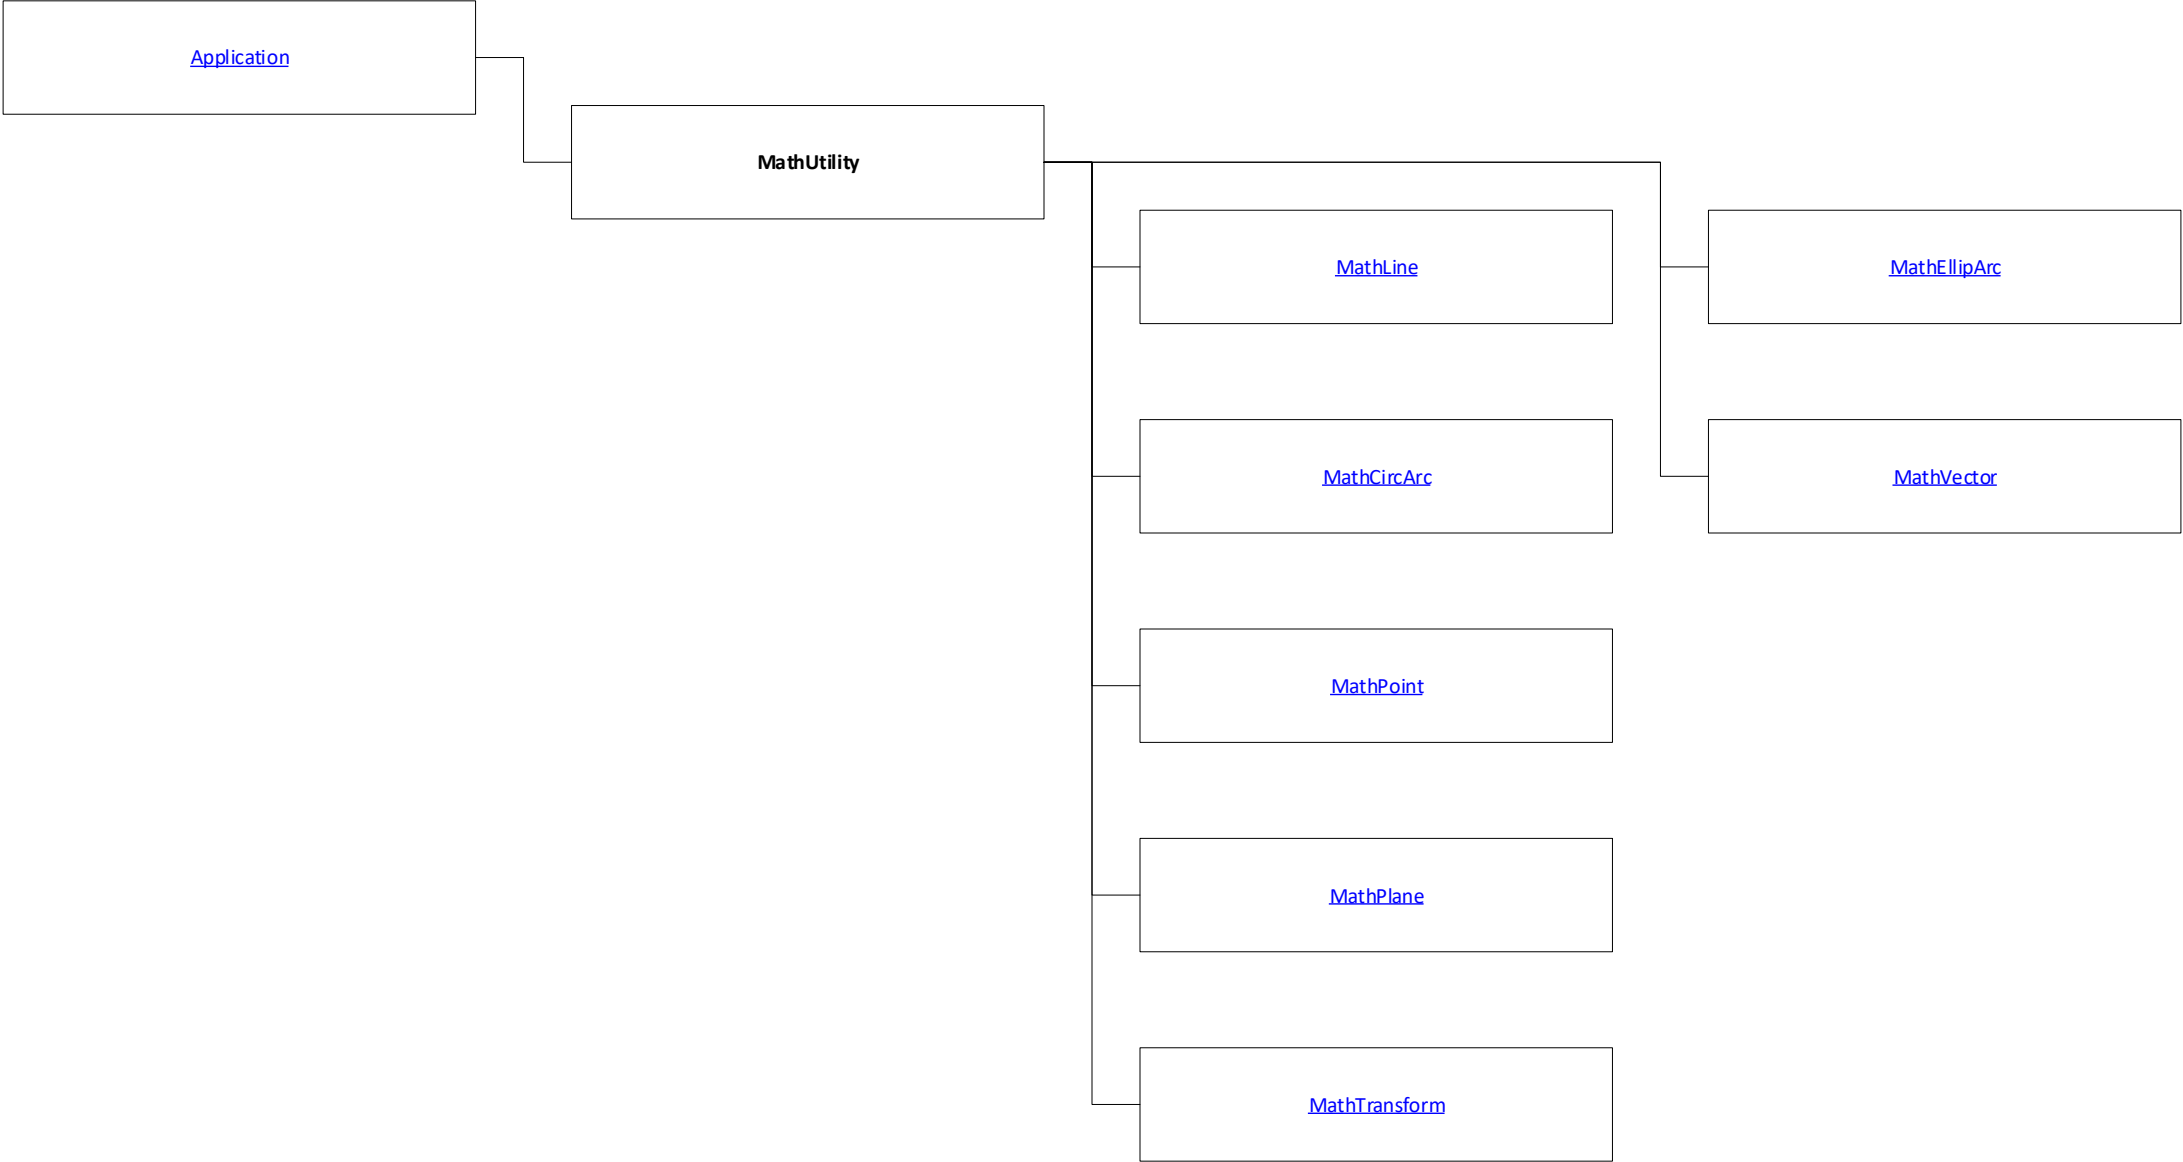 Application
MathUtility
MathLine
MathEllipArc
MathCircArc
MathVector
MathPoint
MathPlane
MathTransform